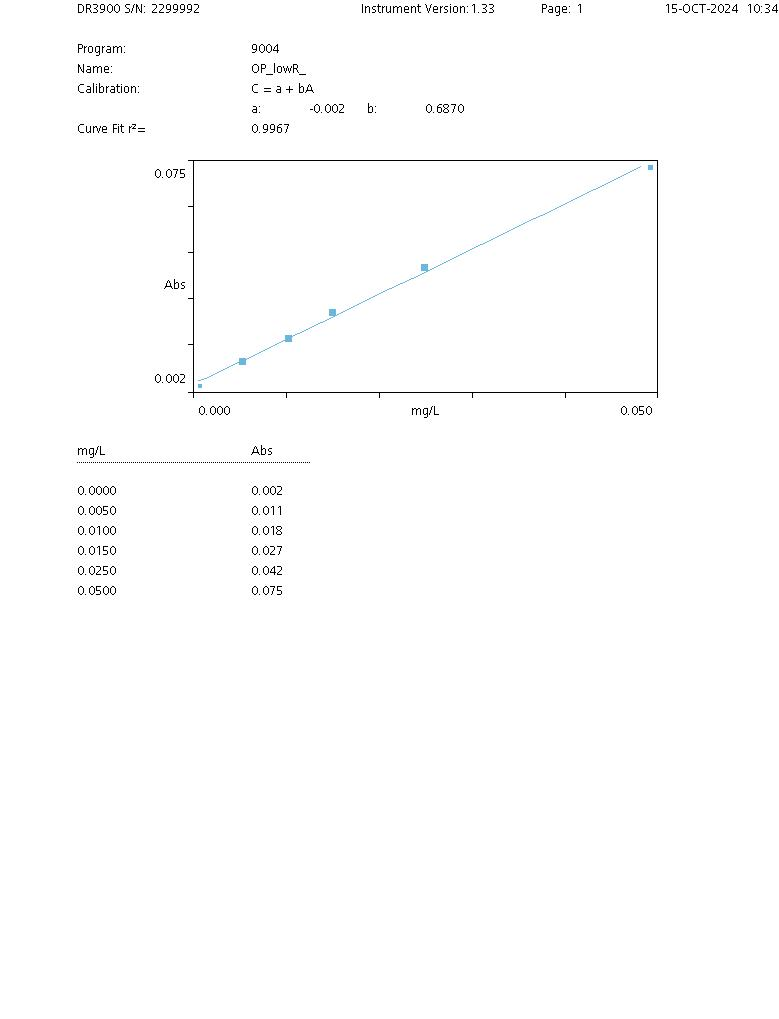 DR3900 S/N: 2299992 Instrument Version: 1.33 Page: 1 15-OCT-2024 10:34
Program: 9004
Name: OP_lowR_
Calibration: C = a + bA
a: -0.002 b: 0.6870
Curve Fit r²= 0.9967
0.075
Abs
0.002
0.000 mg/L 0.050
mg/L Abs
0.0000 0.002
0.0050 0.011
0.0100 0.018
0.0150 0.027
0.0250 0.042
0.0500 0.075